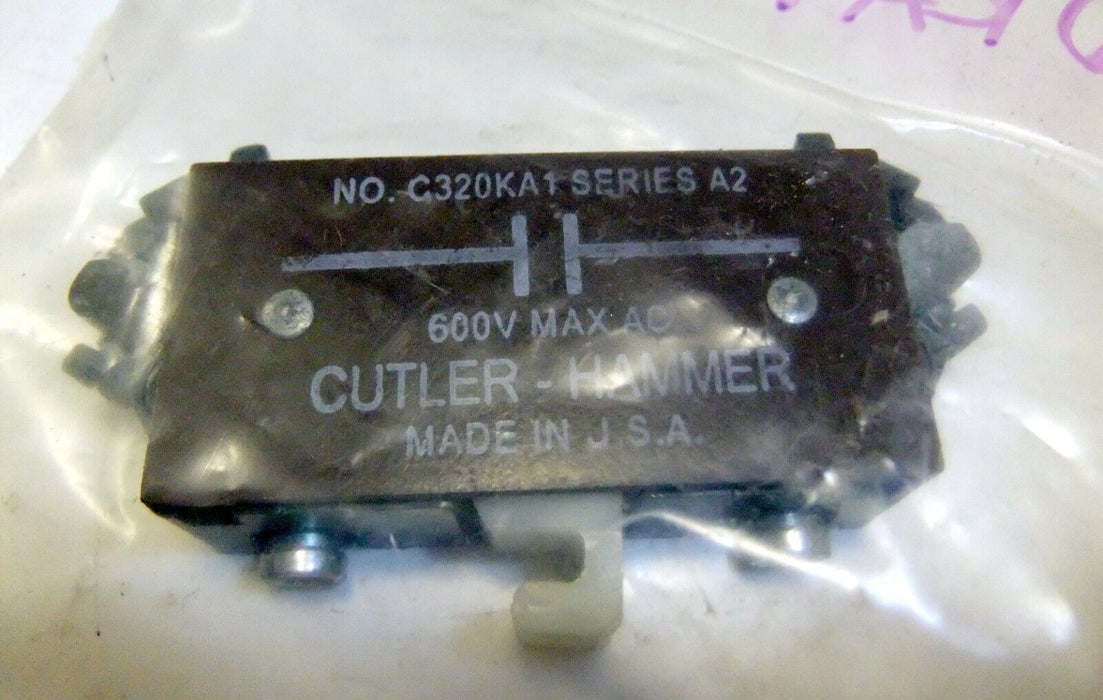 NO. C320KA1 SERIES A2
600V MAX AC
CUTLER - HAMMER
MADE IN U.S.A.